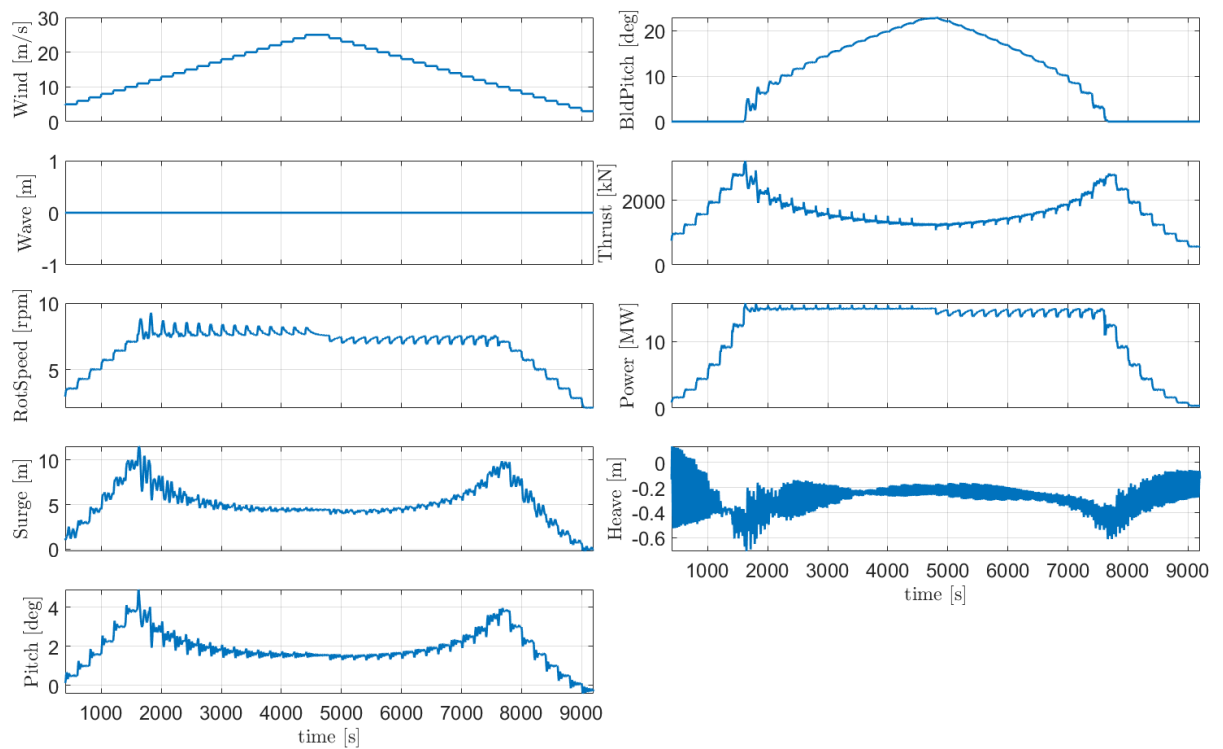 Wind [m/s]
30
20
10
0
BldPitch [deg]
20
10
0
Wave [m]
1
0
-1
Thrust [kN]
2000
0
RotSpeed [rpm]
10
5
Power [MW]
10
0
Surge [m]
10
5
0
Heave [m]
0
-0.2
-0.4
-0.6
1000 2000 3000 4000 5000 6000 7000 8000 9000
time [s]
Pitch [deg]
4
2
0
1000 2000 3000 4000 5000 6000 7000 8000 9000
time [s]